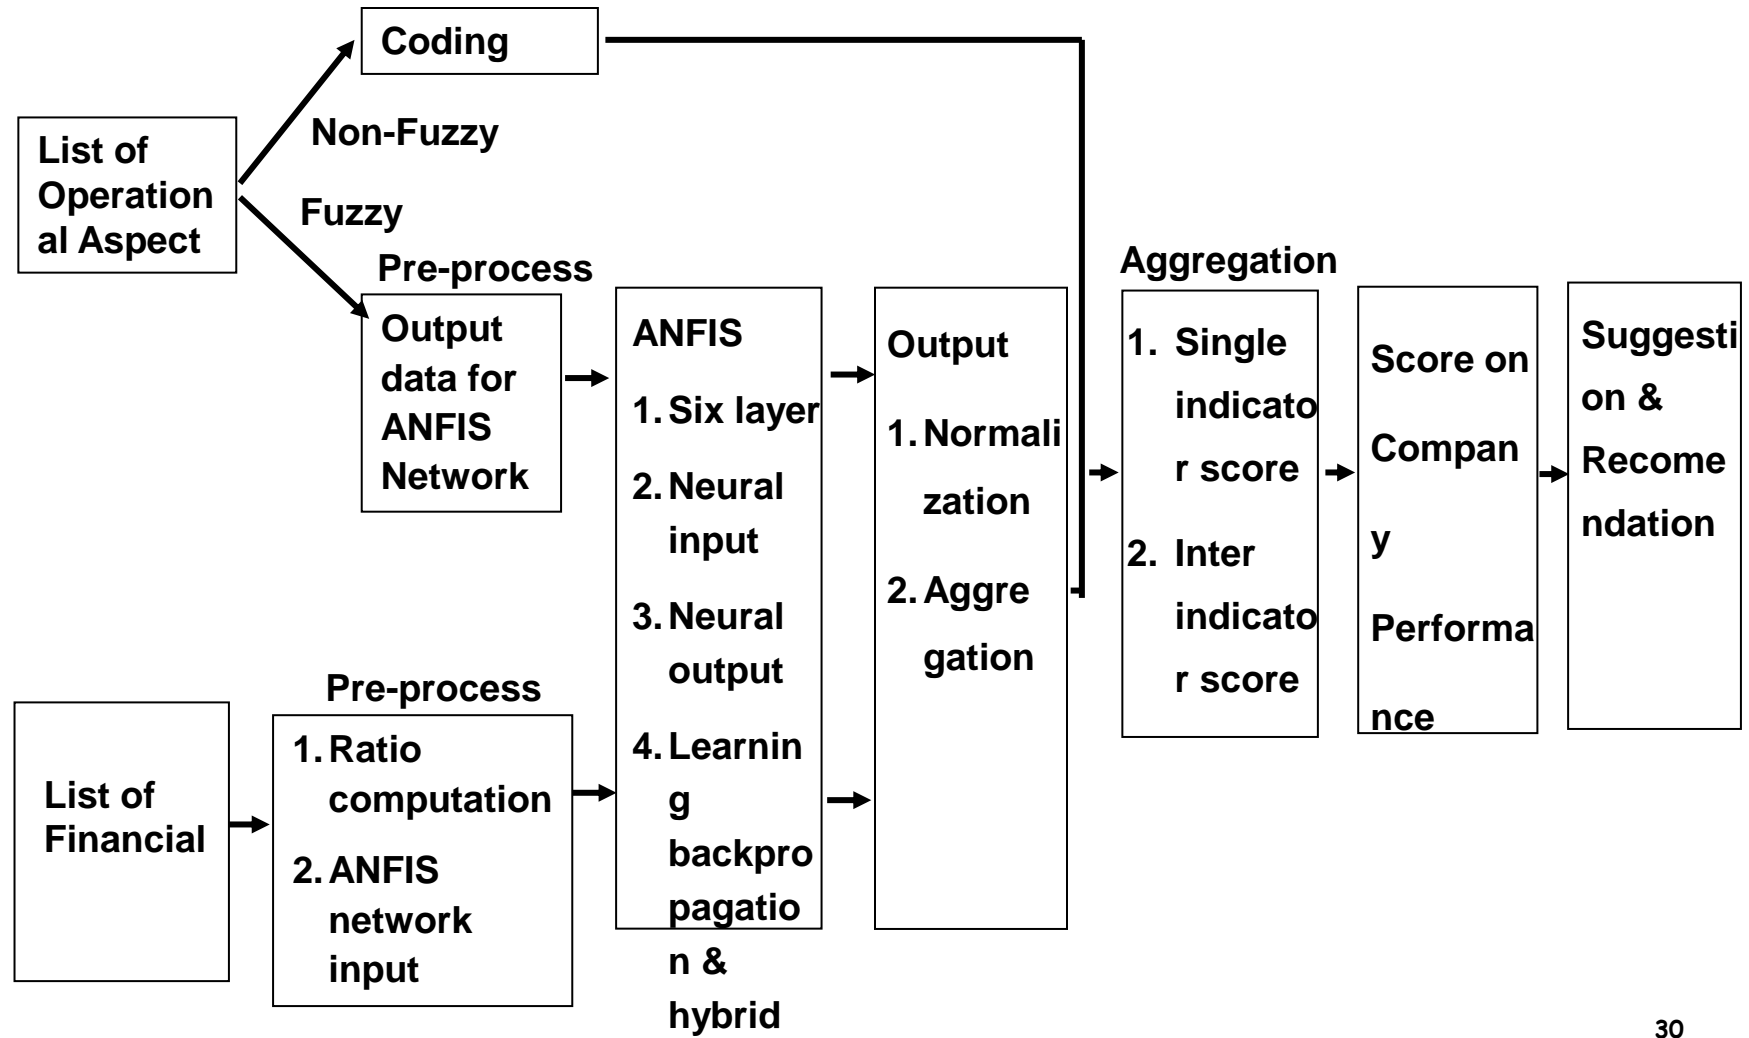 Coding
Non-Fuzzy
List of
Operation
al Aspect
Fuzzy
Pre-process
Output
data for
ANFIS
Network
ANFIS
1. Six layer
2. Neural
input
3. Neural
output
4. Learnin
g
backpro
pagatio
n &
hybrid
Output
1. Normali
zation
2. Aggre
gation
Aggregation
1. Single
indicato
r score
2. Inter
indicato
r score
Score on
Compan
y
Performa
nce
Suggesti
on &
Recome
ndation
List of
Financial
Pre-process
1. Ratio
computation
2. ANFIS
network
input
30